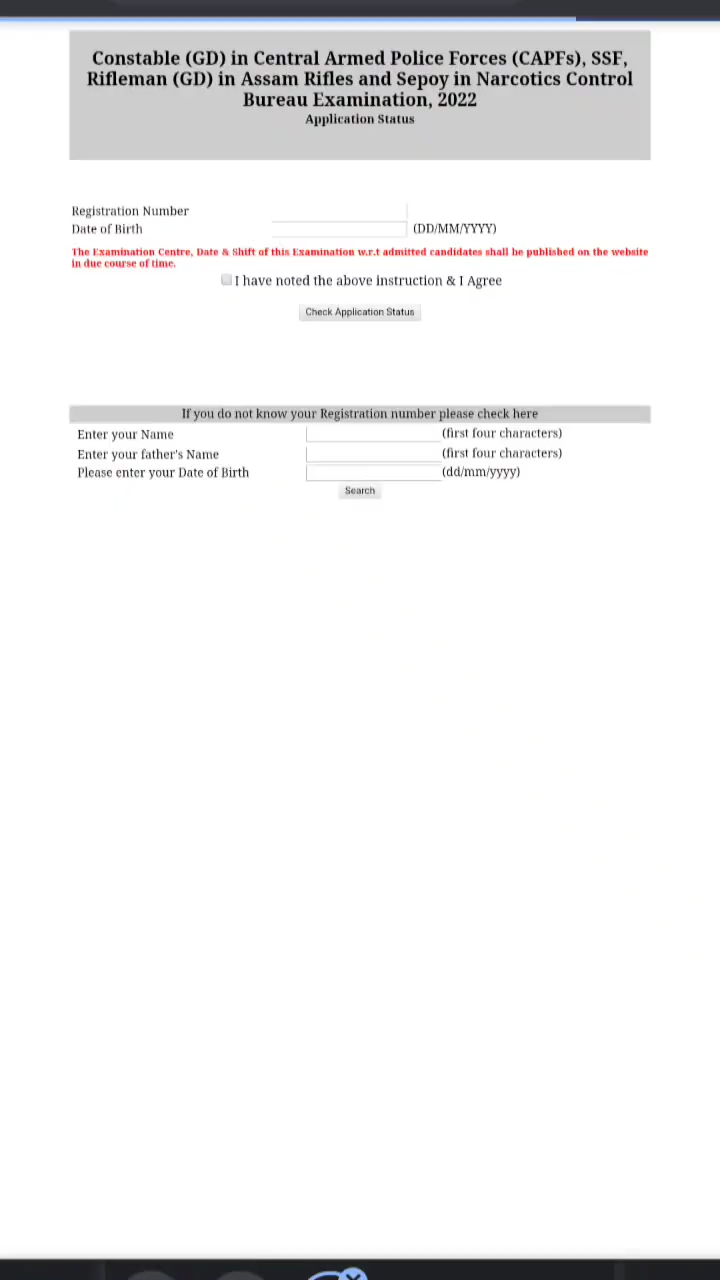 Constable (GD) in Central Armed Police Forces (CAPFs), SSF,
Rifleman (GD) in Assam Rifles and Sepoy in Narcotics Control
Bureau Examination, 2022
Application Status
Registration Number
Date of Birth (DD/MM/YYYY)
The Examination Centre, Date & Shift of this Examination w.r.t admitted candidates shall be published on the website
in due course of time.
I have noted the above instruction & I Agree
Check Application Status
If you do not know your Registration number please check here
Enter your Name (first four characters)
Enter your father's Name (first four characters)
Please enter your Date of Birth (dd/mm/yyyy)
Search